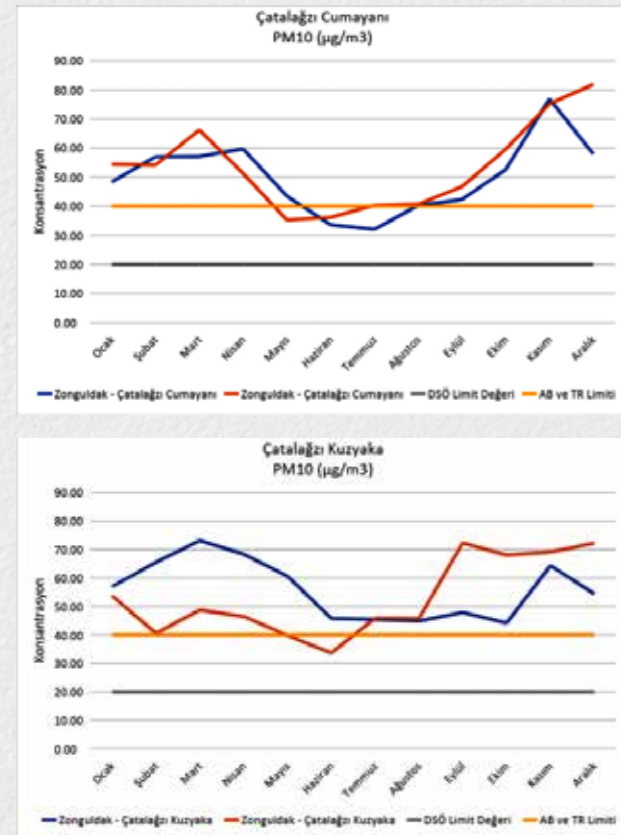 Çatalağzı Cumayanı
PM10 (µg/m3)
Konsantrasyon
90.00
80.00
70.00
60.00
50.00
40.00
30.00
20.00
10.00
0.00
Ocak Şubat Mart Nisan Mayıs Haziran Temmuz Ağustos Eylül Ekim Kasım Aralık
Zonguldak - Çatalağzı Cumayanı Zonguldak - Çatalağzı Cumayanı DSÖ Limit Değeri AB ve TR Limiti
Çatalağzı Kuzyaka
PM10 (µg/m3)
Konsantrasyon
90.00
80.00
70.00
60.00
50.00
40.00
30.00
20.00
10.00
0.00
Ocak Şubat Mart Nisan Mayıs Haziran Temmuz Ağustos Eylül Ekim Kasım Aralık
Zonguldak - Çatalağzı Kuzyaka Zonguldak - Çatalağzı Kuzyaka DSÖ Limit Değeri AB ve TR Limiti